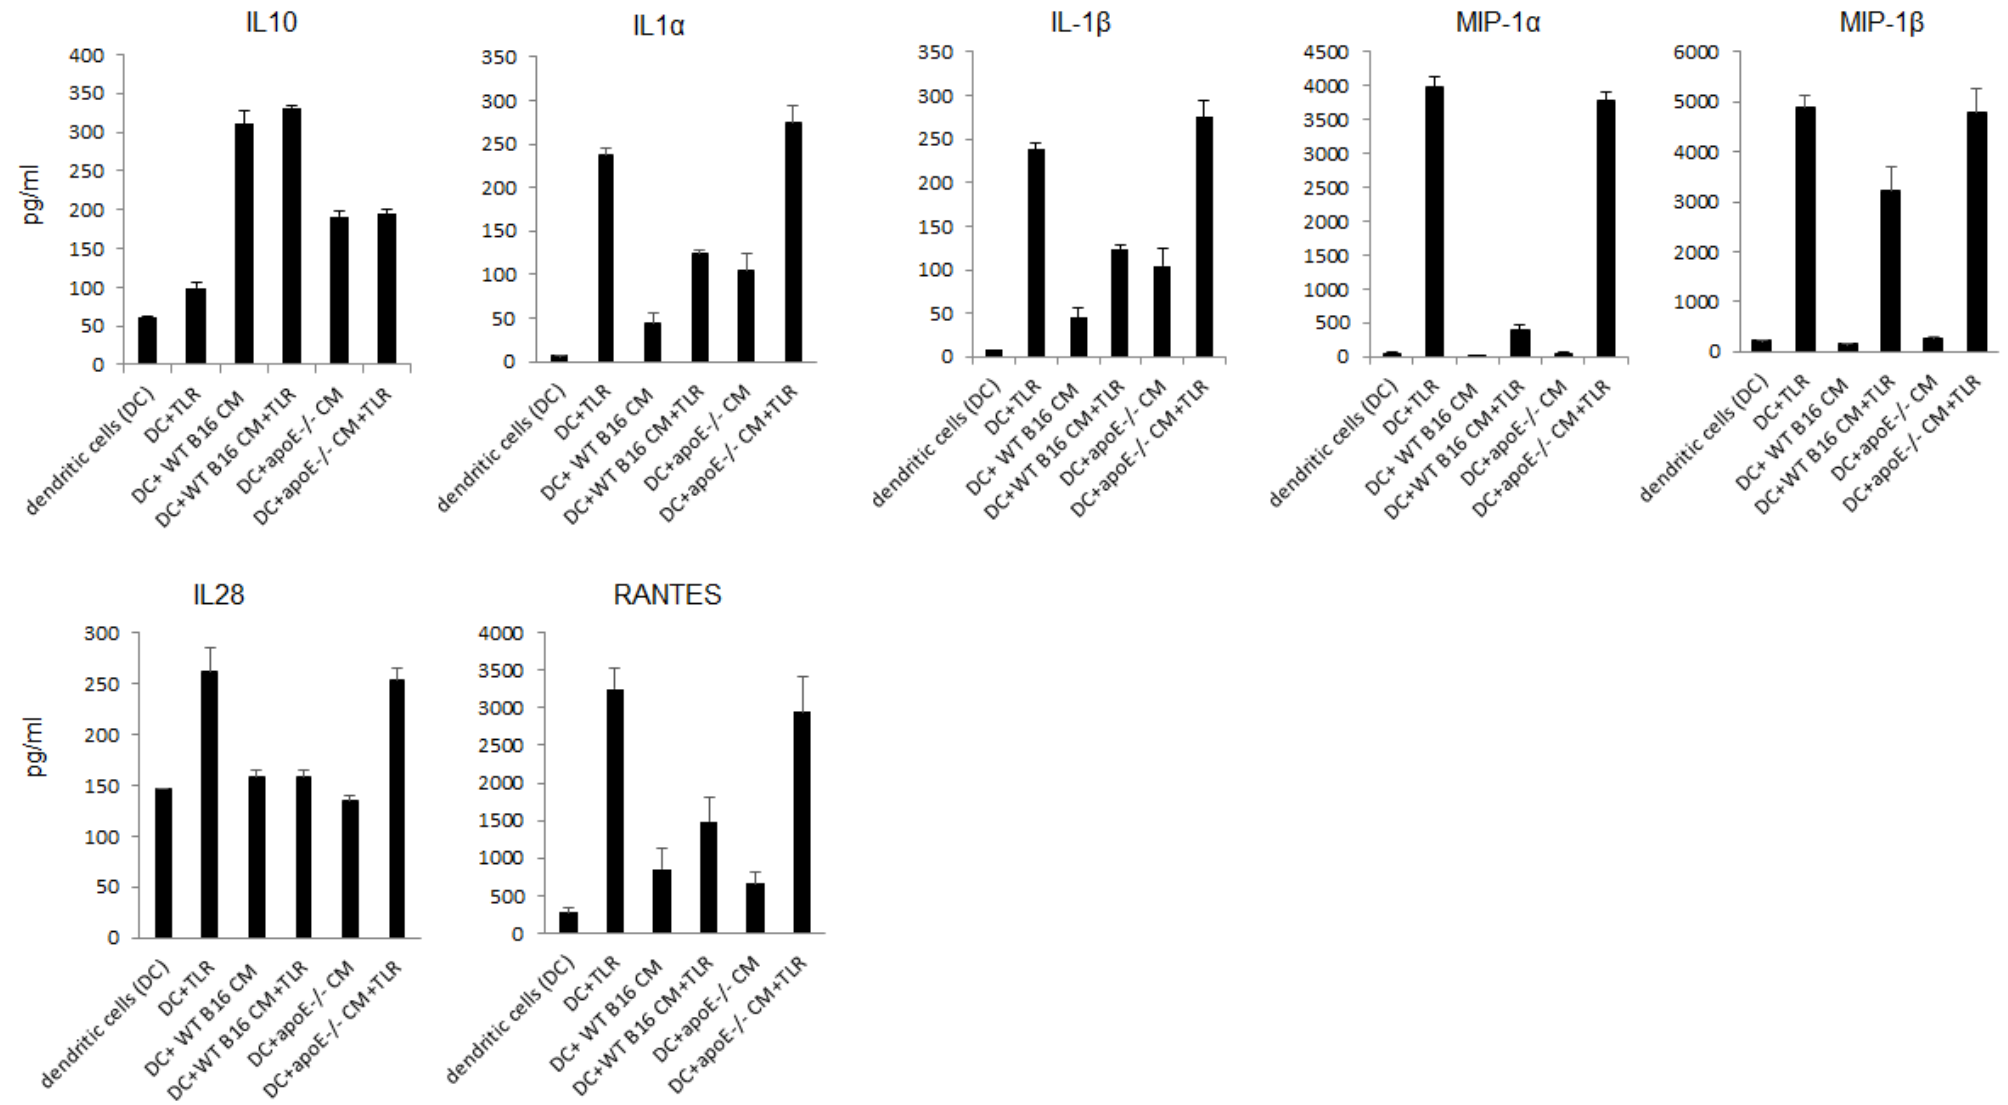 IL10
400
350
300
250
200
150
100
50
0
pg/ml
dendritic cells (DC)
DC+TLR
DC+ WT B16 CM
DC+WT B16 CM+TLR
DC+apoE-/- CM
DC+apoE-/- CM+TLR
IL1α
350
300
250
200
150
100
50
0
dendritic cells (DC)
DC+TLR
DC+ WT B16 CM
DC+WT B16 CM+TLR
DC+apoE-/- CM
DC+apoE-/- CM+TLR
IL-1β
350
300
250
200
150
100
50
0
dendritic cells (DC)
DC+TLR
DC+ WT B16 CM
DC+WT B16 CM+TLR
DC+apoE-/- CM
DC+apoE-/- CM+TLR
MIP-1α
4500
4000
3500
3000
2500
2000
1500
1000
500
0
dendritic cells (DC)
DC+TLR
DC+ WT B16 CM
DC+WT B16 CM+TLR
DC+apoE-/- CM
DC+apoE-/- CM+TLR
MIP-1β
6000
5000
4000
3000
2000
1000
0
dendritic cells (DC)
DC+TLR
DC+ WT B16 CM
DC+WT B16 CM+TLR
DC+apoE-/- CM
DC+apoE-/- CM+TLR
IL28
300
250
200
150
100
50
0
pg/ml
dendritic cells (DC)
DC+TLR
DC+ WT B16 CM
DC+WT B16 CM+TLR
DC+apoE-/- CM
DC+apoE-/- CM+TLR
RANTES
4000
3500
3000
2500
2000
1500
1000
500
0
dendritic cells (DC)
DC+TLR
DC+ WT B16 CM
DC+WT B16 CM+TLR
DC+apoE-/- CM
DC+apoE-/- CM+TLR